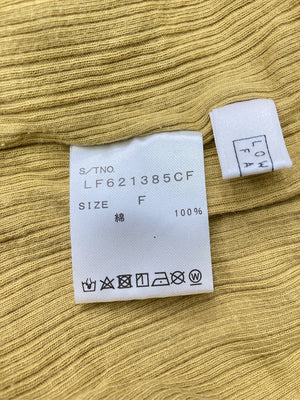 S/TNO.
LF621385CF
SIZE F
綿 100%
LOW
FA